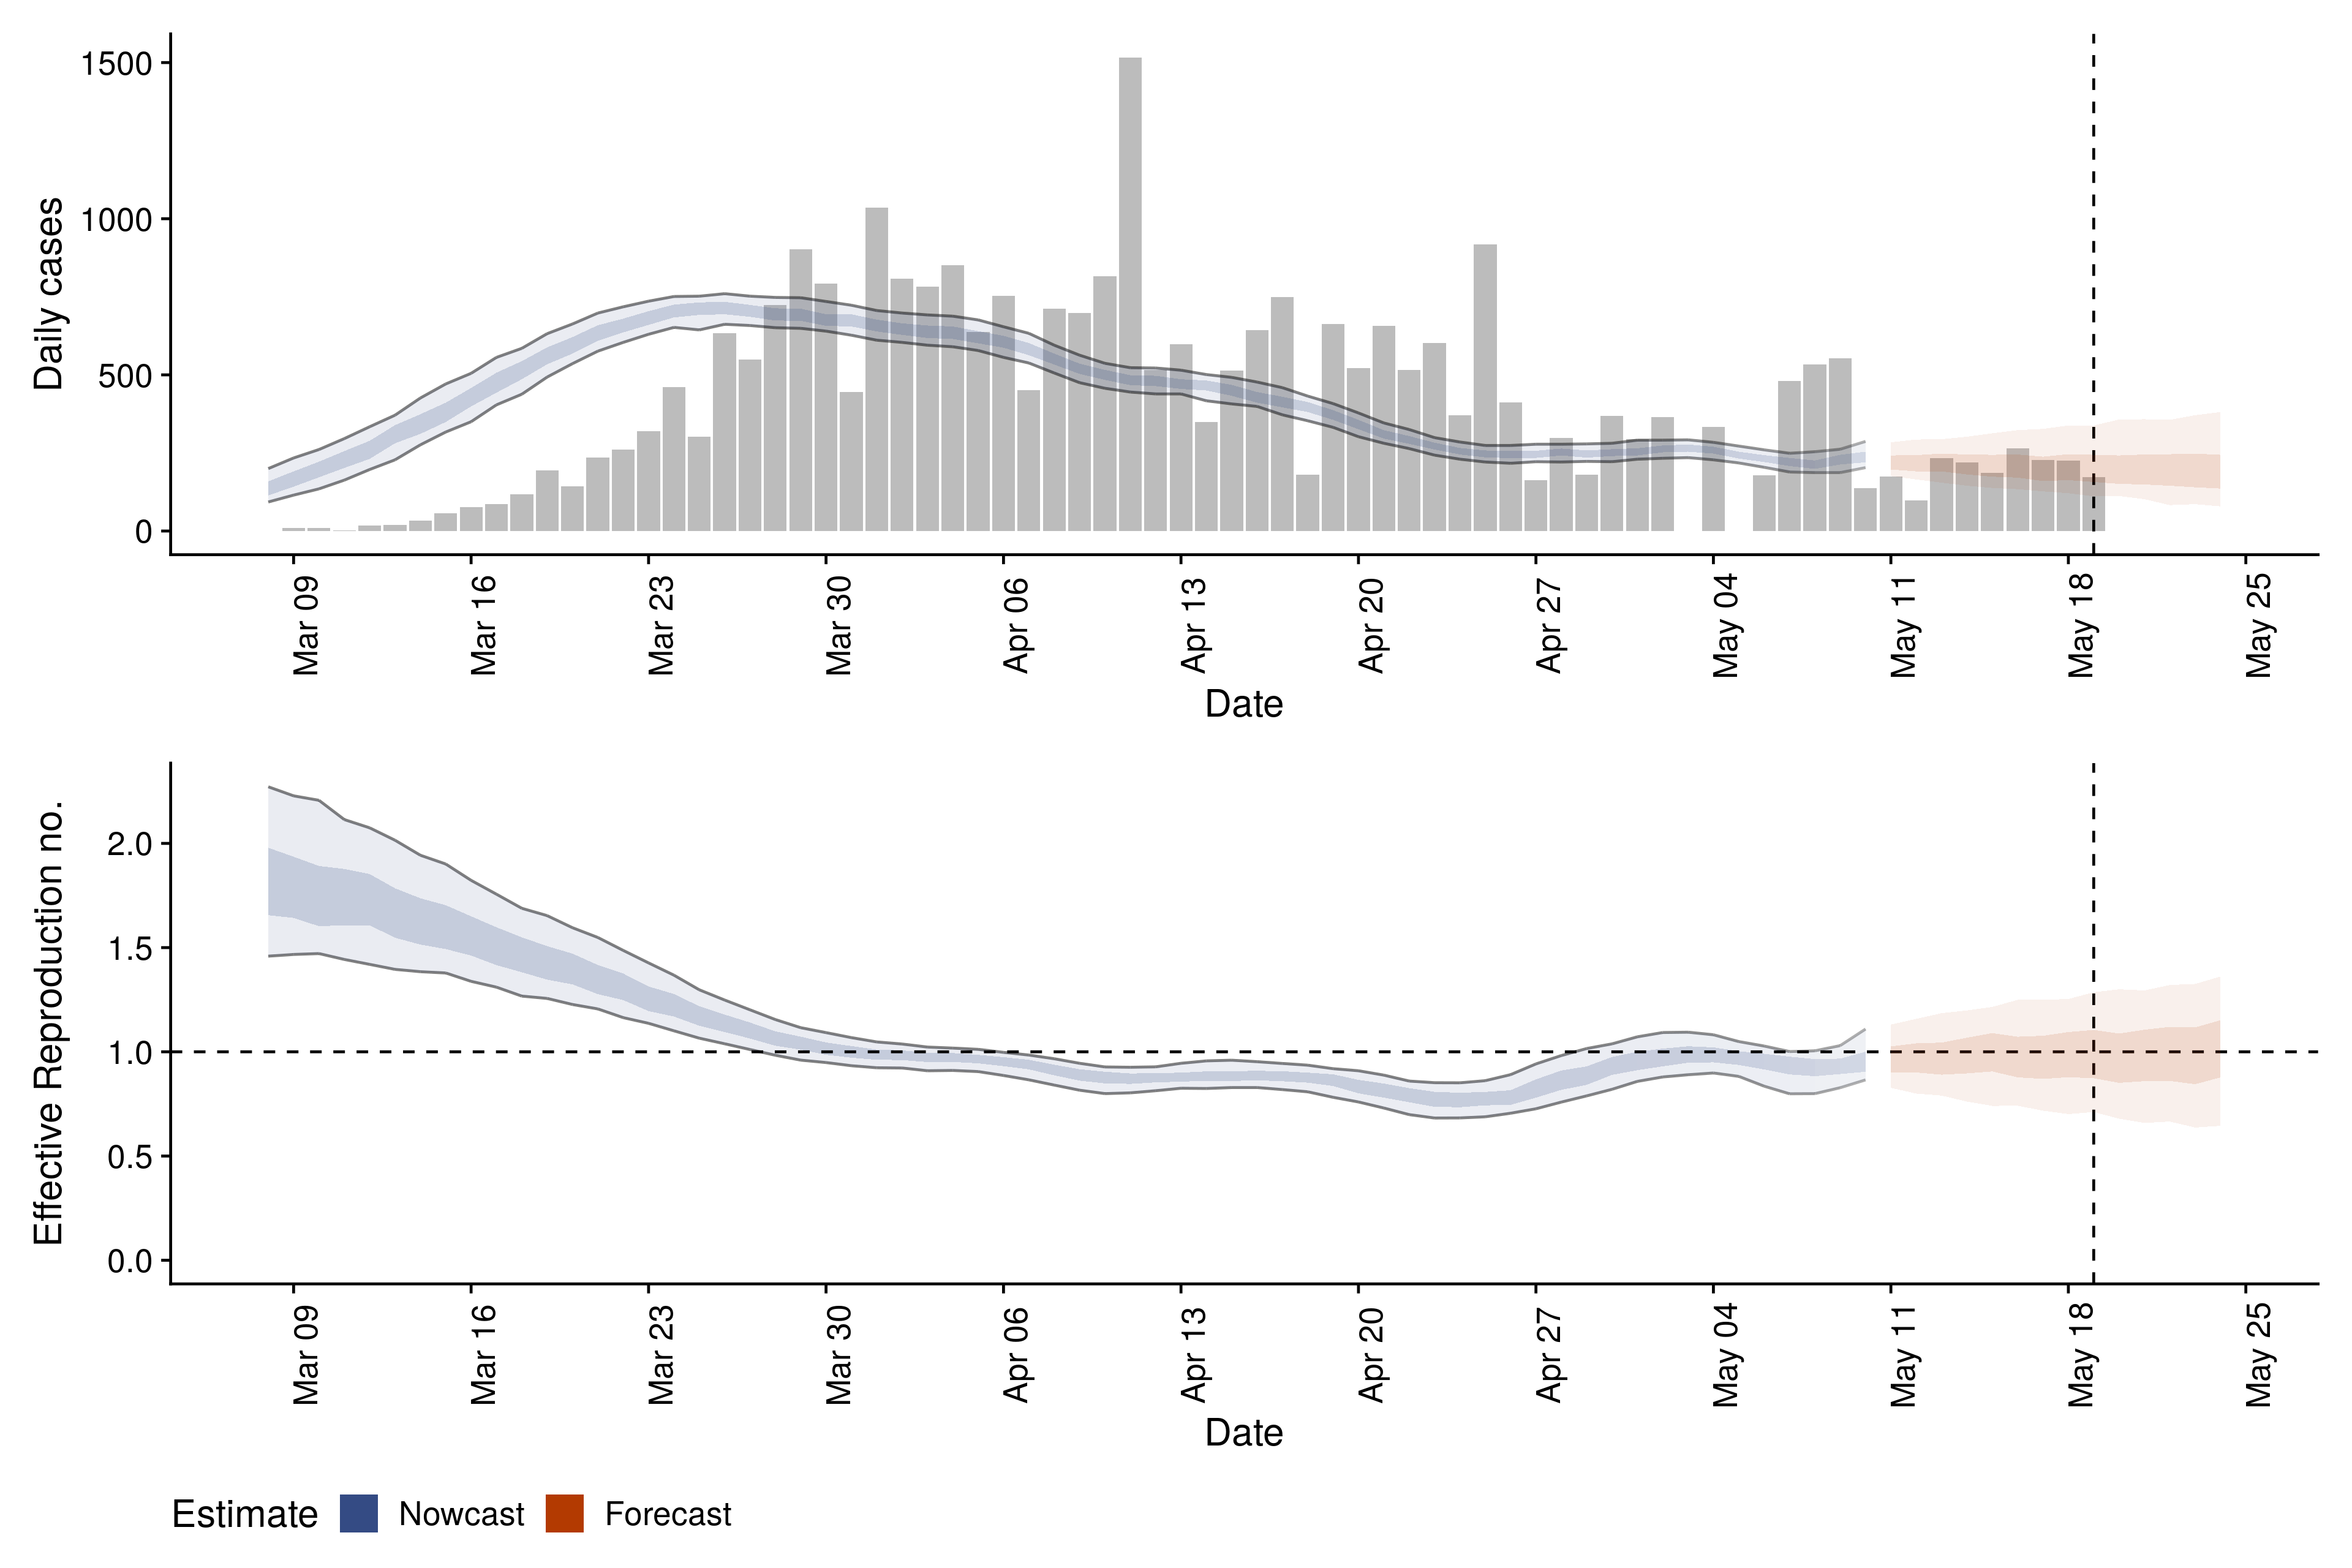 Daily cases
1500
1000
500
0
Mar 09
Mar 16
Mar 23
Mar 30
Apr 06
Apr 13
Apr 20
Apr 27
May 04
May 11
May 18
May 25
Date
Effective Reproduction no.
2.0
1.5
1.0
0.5
0.0
Mar 09
Mar 16
Mar 23
Mar 30
Apr 06
Apr 13
Apr 20
Apr 27
May 04
May 11
May 18
May 25
Date
Estimate Nowcast Forecast